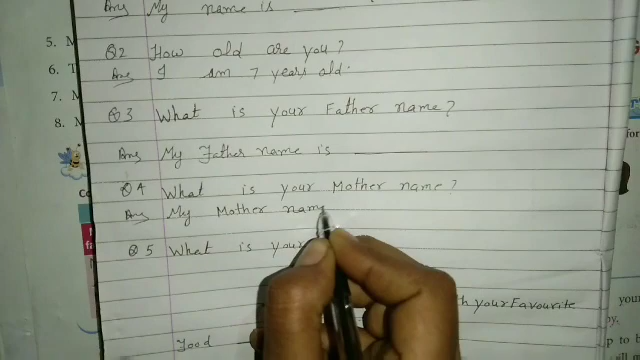 Ans My name is
5. M
Q2 How old are you?
6. T
Ans I am 7 years old.
7. M
Q3 What is your Father name?
8. M
Ans My Father name is
Q4 What is your Mother name?
Ans My Mother name
Q5 What is your
your Favourite
food